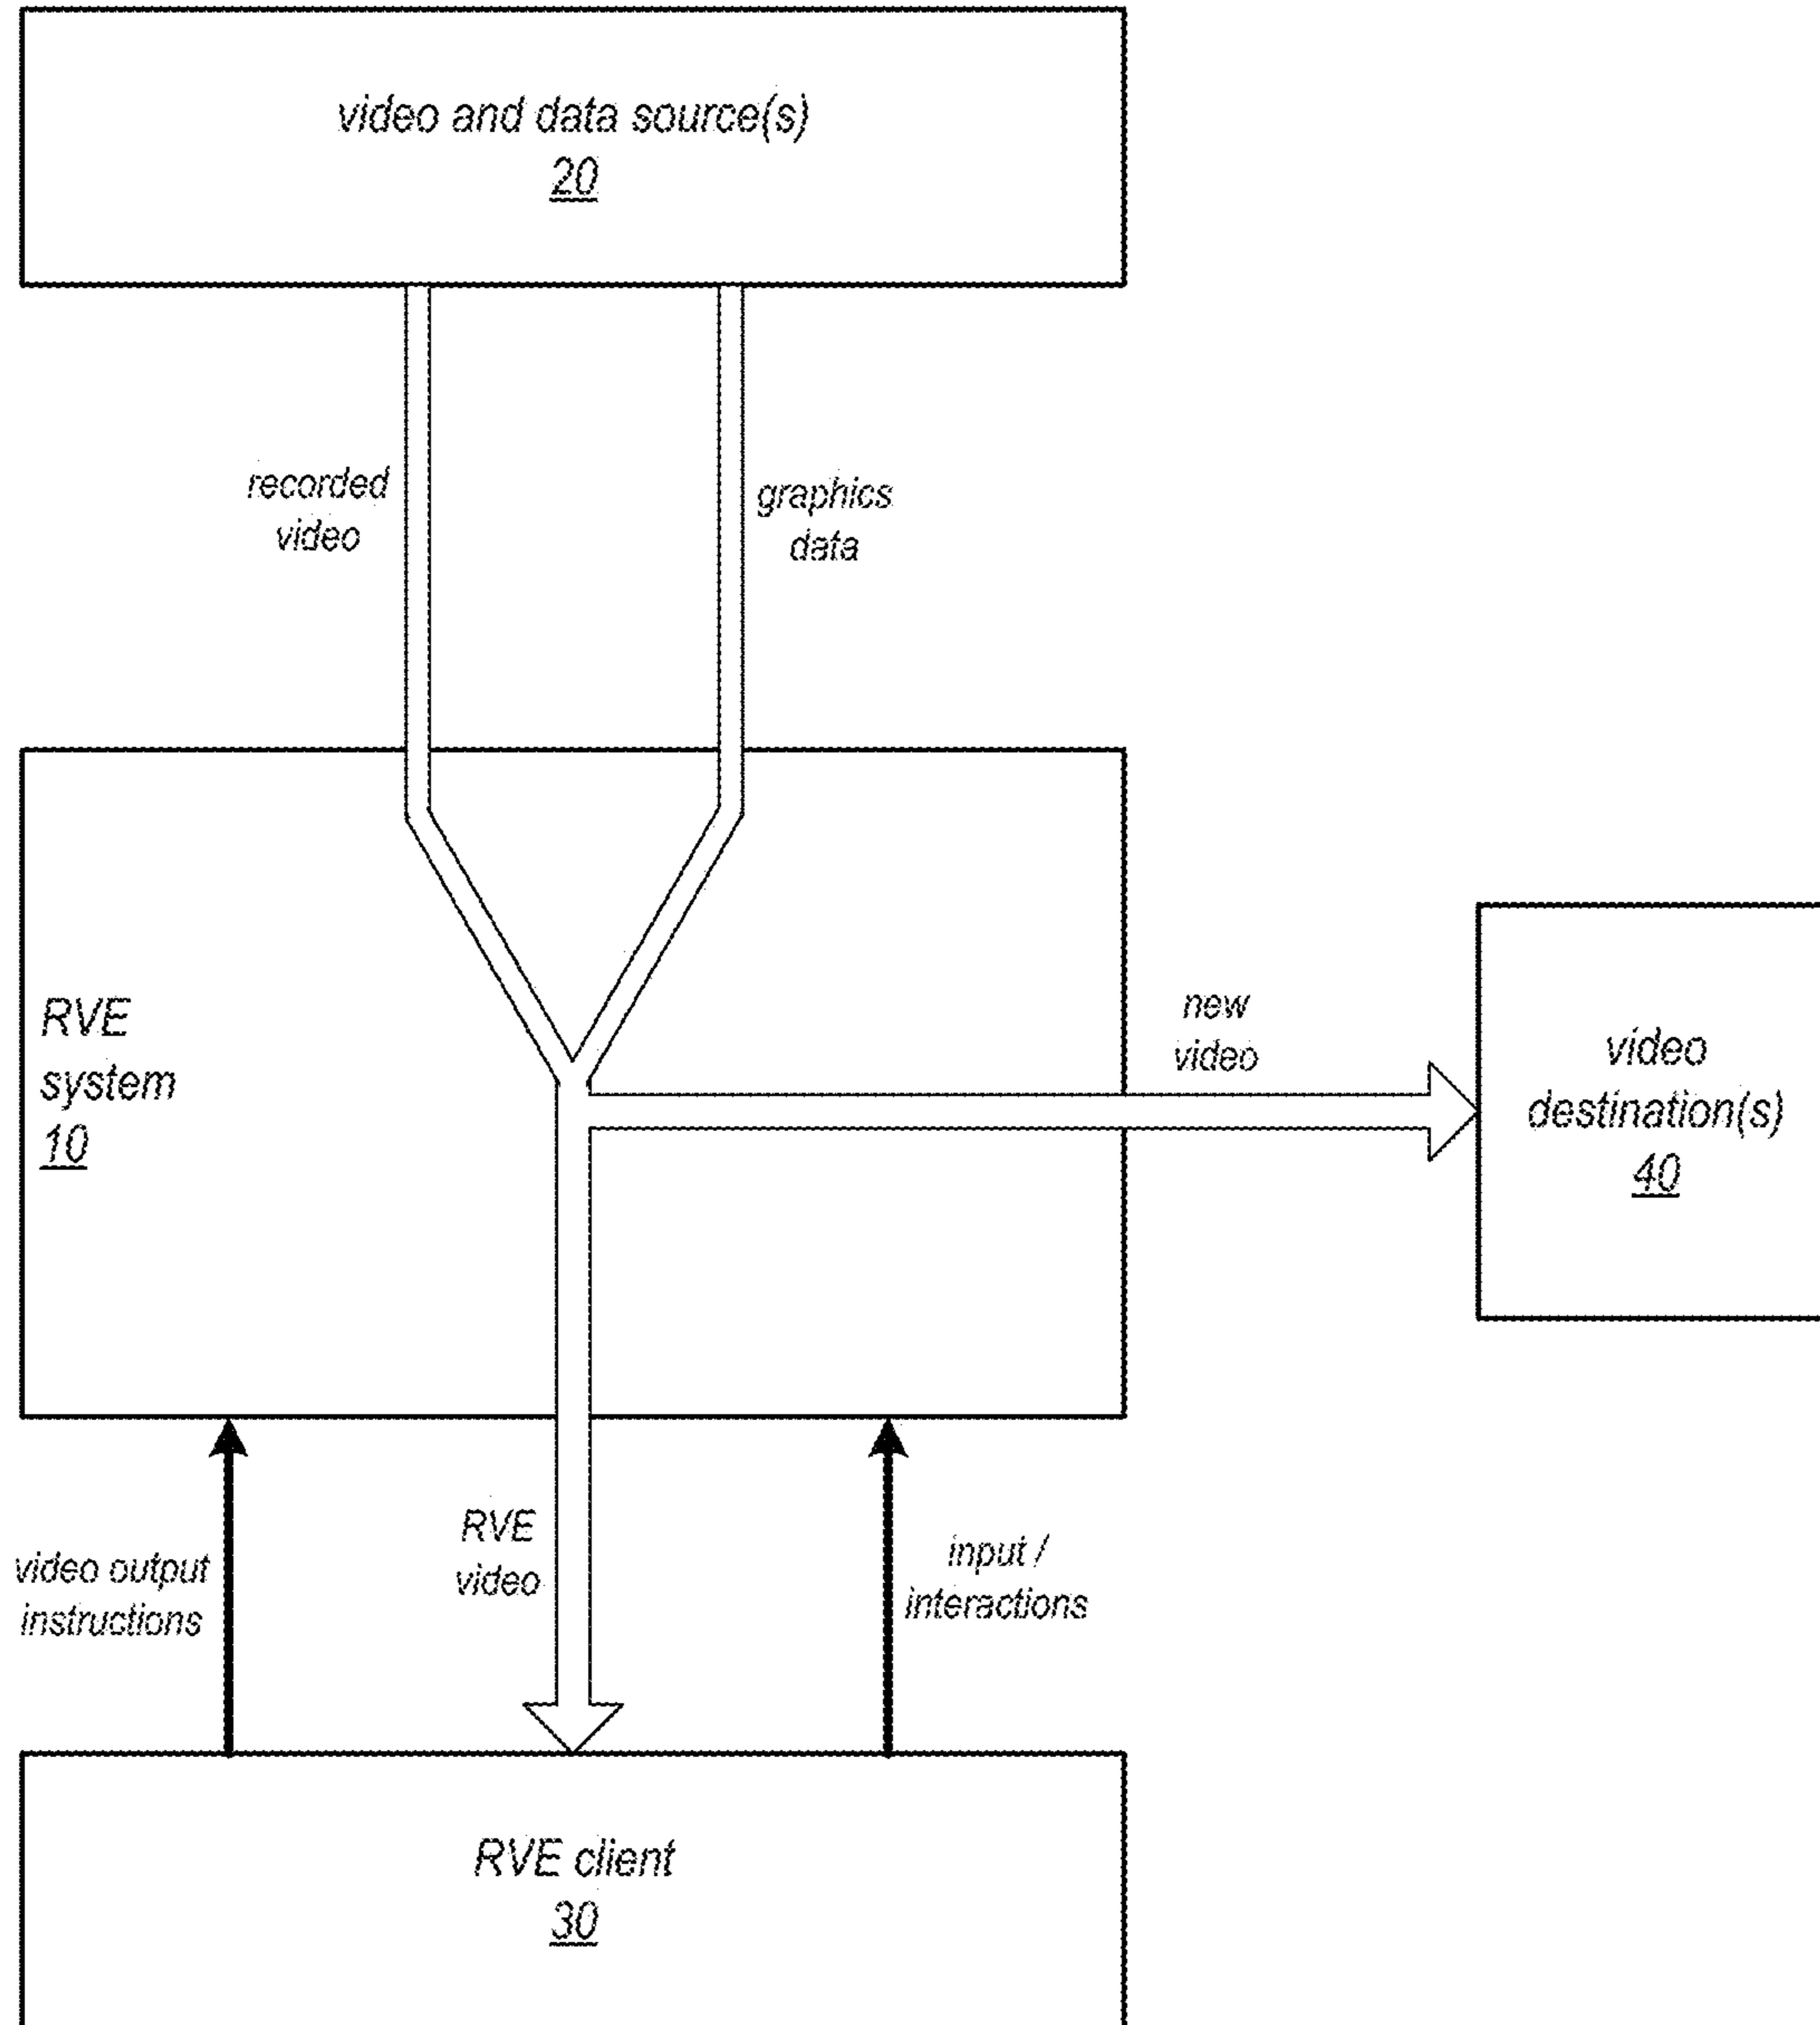 video and data source(s)
20
recorded
video
graphics
data
RVE
system
10
new
video
video
destination(s)
40
video output
instructions
RVE
video
input /
interactions
RVE client
30